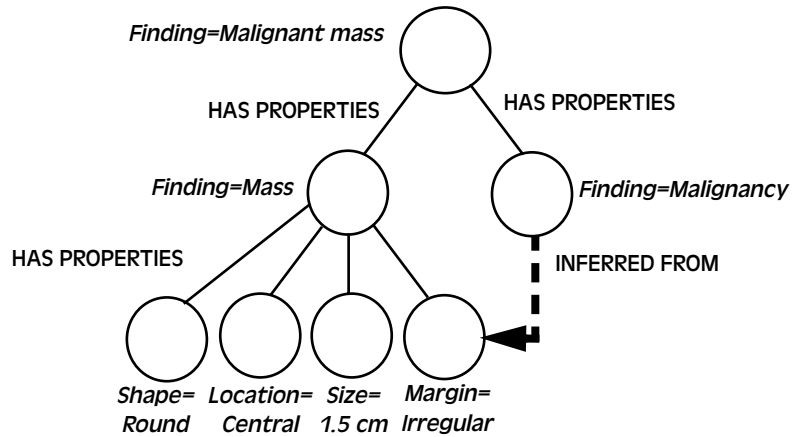 Finding=Malignant mass
HAS PROPERTIES
HAS PROPERTIES
Finding=Mass
Finding=Malignancy
HAS PROPERTIES
INFERRED FROM
Shape=
Round
Location=
Central
Size=
1.5 cm
Margin=
Irregular